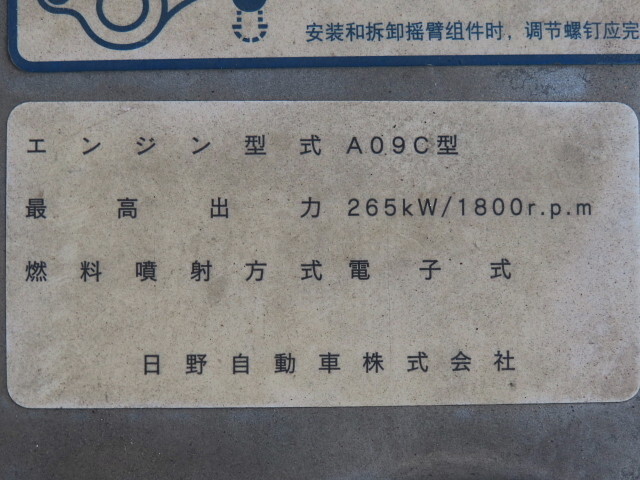 安装和拆卸摇臂组件时，调节螺钉应完
エンジン型式 A09C型
最高出力 265kW/1800r.p.m
燃料噴射方式 電子式
日野自動車株式会社